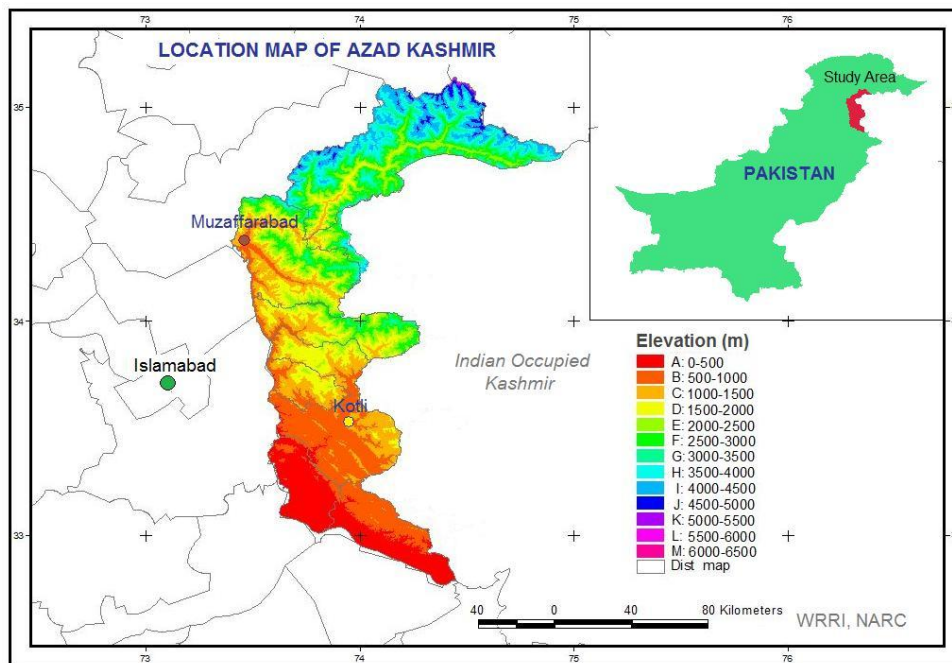 73
74
75
76
LOCATION MAP OF AZAD KASHMIR
Study Area
PAKISTAN
35
35
Muzaffarabad
34
34
Islamabad
Indian Occupied
Kashmir
Kotli
Elevation (m)
A: 0-500
B: 500-1000
C: 1000-1500
D: 1500-2000
E: 2000-2500
F: 2500-3000
G: 3000-3500
H: 3500-4000
I: 4000-4500
J: 4500-5000
K: 5000-5500
L: 5500-6000
M: 6000-6500
Dist map
33
33
40 0 40 80 Kilometers
WRRI, NARC
73
74
75
76